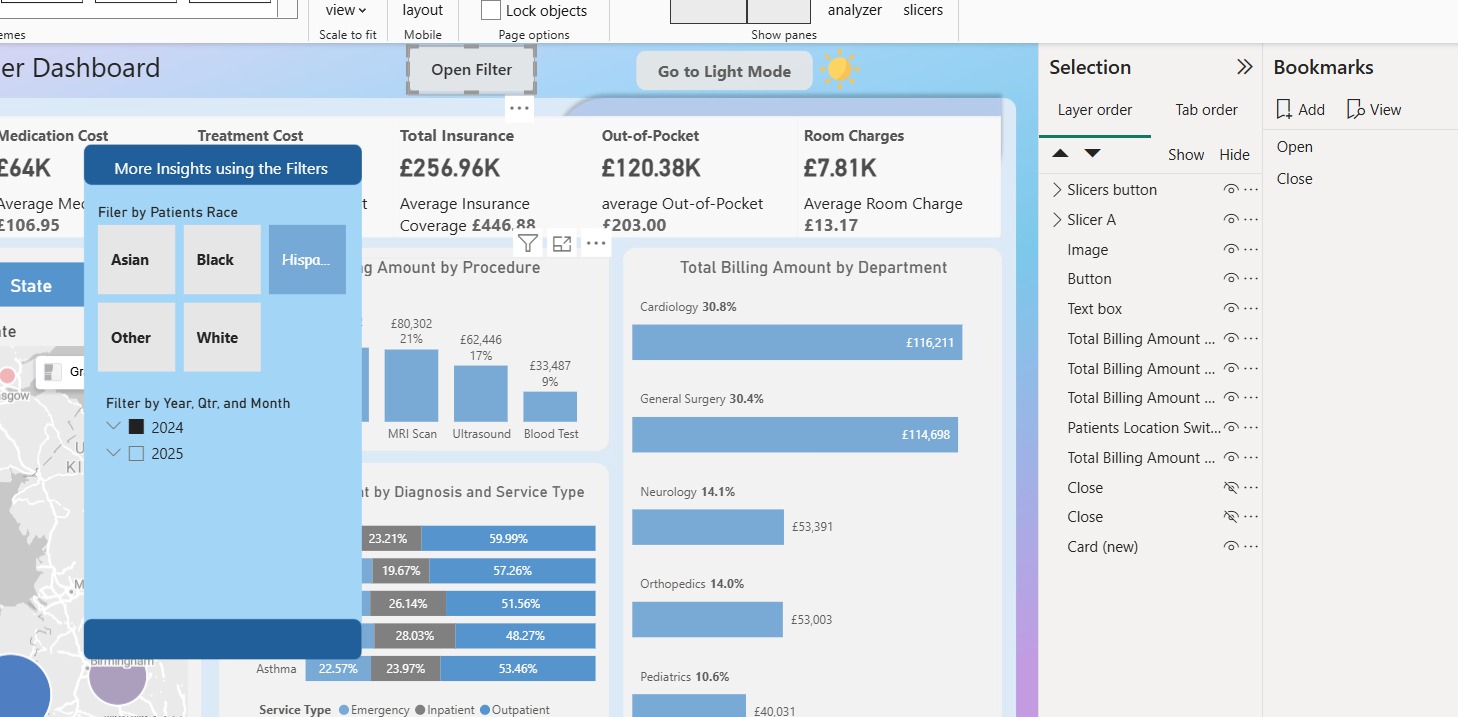 view
layout
Lock objects
analyzer
slicers
emes
Scale to fit
Mobile
Page options
Show panes
er Dashboard
Open Filter
Go to Light Mode
Selection
Bookmarks
Layer order
Tab order
Add
View
Show
Hide
Open
Close
Slicers button
Slicer A
Image
Button
Text box
Total Billing Amount ...
Total Billing Amount ...
Total Billing Amount ...
Patients Location Swit...
Total Billing Amount ...
Close
Close
Card (new)
Medication Cost
£64K
Average Med
£106.95
Treatment Cost
t
Total Insurance
£256.96K
Average Insurance
Coverage £446.88
Out-of-Pocket
£120.38K
average Out-of-Pocket
£203.00
Room Charges
£7.81K
Average Room Charge
£13.17
More Insights using the Filters
Filer by Patients Race
Asian
Black
Hispa...
Other
White
Filter by Year, Qtr, and Month
2024
2025
State
ate
Gr
asgow
U
KI
M
Birmingham
ng Amount by Procedure
£80,302
21%
£62,446
17%
£33,487
9%
MRI Scan
Ultrasound
Blood Test
t by Diagnosis and Service Type
23.21% 59.99%
19.67% 57.26%
26.14% 51.56%
28.03% 48.27%
Asthma 22.57% 23.97% 53.46%
Service Type Emergency Inpatient Outpatient
Total Billing Amount by Department
Cardiology 30.8%
£116,211
General Surgery 30.4%
£114,698
Neurology 14.1%
£53,391
Orthopedics 14.0%
£53,003
Pediatrics 10.6%
£40,031